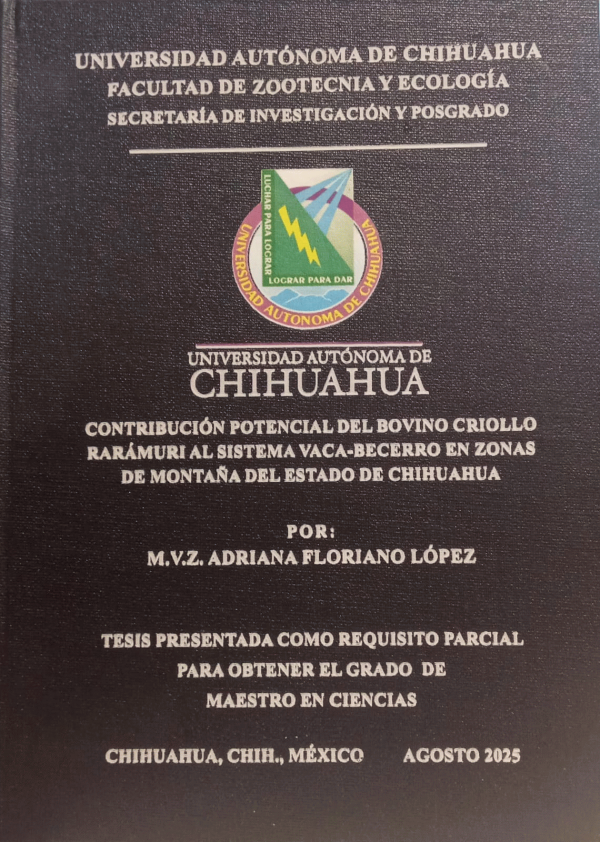 UNIVERSIDAD AUTÓNOMA DE CHIHUAHUA
FACULTAD DE ZOOTECNIA Y ECOLOGÍA
SECRETARÍA DE INVESTIGACIÓN Y POSGRADO
LUCHAR PARA LOGRAR
LOGRAR PARA DAR
UNIVERSIDAD AUTONOMA DE CHIHUAHUA
UNIVERSIDAD AUTÓNOMA DE
CHIHUAHUA
CONTRIBUCIÓN POTENCIAL DEL BOVINO CRIOLLO
RARÁMURI AL SISTEMA VACA-BECERRO EN ZONAS
DE MONTAÑA DEL ESTADO DE CHIHUAHUA
POR:
M.V.Z. ADRIANA FLORIANO LÓPEZ
TESIS PRESENTADA COMO REQUISITO PARCIAL
PARA OBTENER EL GRADO DE
MAESTRO EN CIENCIAS
CHIHUAHUA, CHIH., MÉXICO AGOSTO 2025